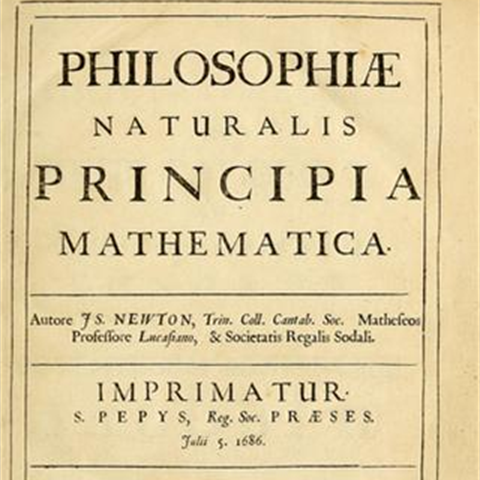 PHILOSOPHIÆ
NATURALIS
PRINCIPIA
MATHEMATICA.
Autore JS. NEWTON, Trin. Coll. Cantab. Soc. Matheseos
Professore Lucasiano, & Societatis Regalis Sodali.
IMPRIMATUR.
S. PEPYS, Reg. Soc. PRÆSES.
Julii 5. 1686.